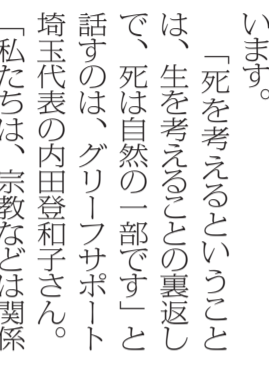 います。
「死を考えるということ
は、生を考えることの裏返し
で、死は自然の一部です」と
話すのは、グリーフサポート
埼玉代表の内田登和子さん。
「私たちは、宗教などは関係